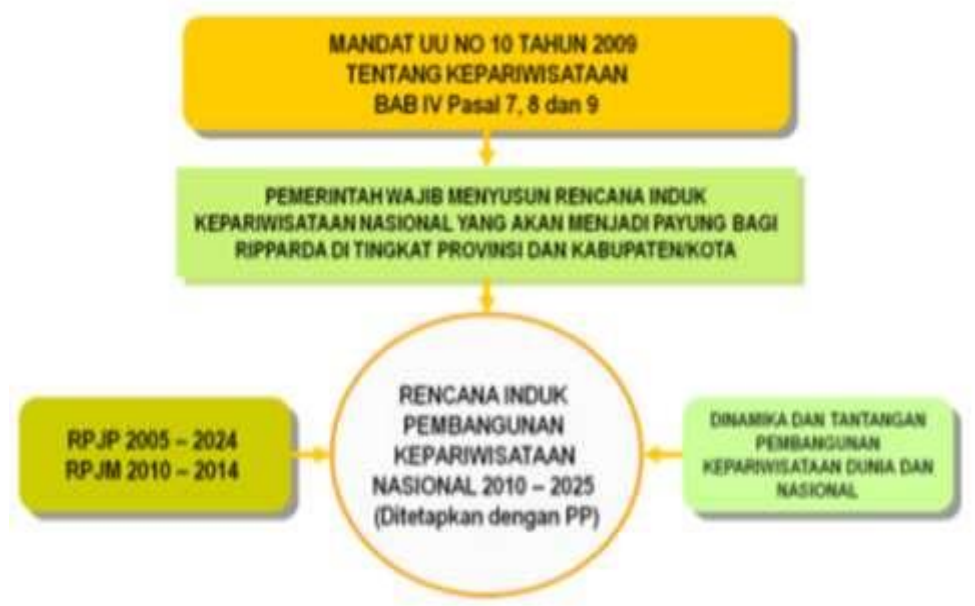 MANDAT UU NO 10 TAHUN 2009
TENTANG KEPARIWISATAAN
BAB IV Pasal 7, 8 dan 9
PEMERINTAH WAJIB MENYUSUN RENCANA INDUK
KEPARIWISATAAN NASIONAL YANG AKAN MENJADI PAYUNG BAGI
RIPPARDA DI TINGKAT PROVINSI DAN KABUPATEN/KOTA
RPJP 2005 – 2024
RPJM 2010 – 2014
RENCANA INDUK
PEMBANGUNAN
KEPARIWISATAAN
NASIONAL 2010 – 2025
(Ditetapkan dengan PP)
DINAMIKA DAN TANTANGAN
PEMBANGUNAN
KEPARIWISATAAN DUNIA DAN
NASIONAL